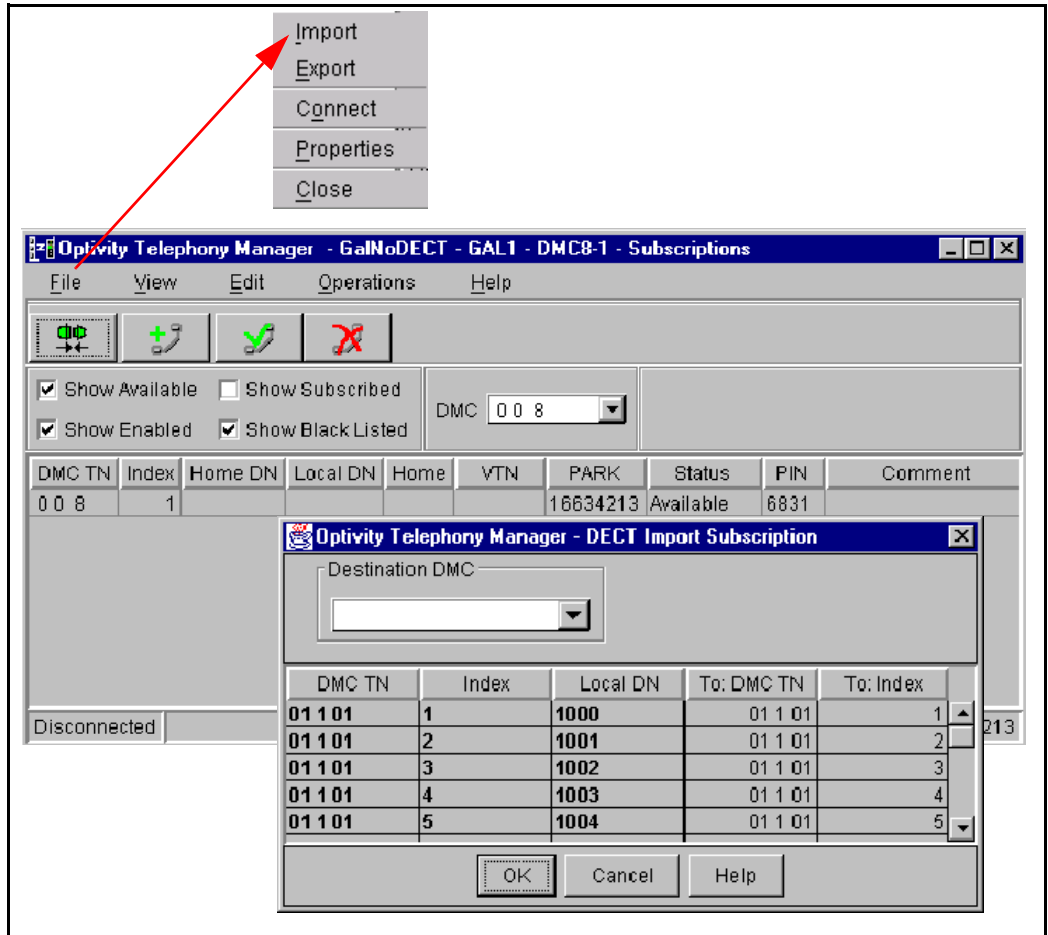 Import
Export
Connect
Properties
Close
Optivity Telephony Manager - GalNoDECT - GAL1 - DMC8-1 - Subscriptions
File View Edit Operations Help
Show Available Show Subscribed
DMC 0 0 8
Show Enabled Show Black Listed
DMC TN Index Home DN Local DN Home VTN PARK Status PIN Comment
0 0 8 1 16634213 Available 6831
Optivity Telephony Manager - DECT Import Subscription
Destination DMC
DMC TN Index Local DN To: DMC TN To: Index
01 1 01 1 1000 01 1 01 1
01 1 01 2 1001 01 1 01 2
01 1 01 3 1002 01 1 01 3
01 1 01 4 1003 01 1 01 4
01 1 01 5 1004 01 1 01 5
Disconnected 213
OK Cancel Help